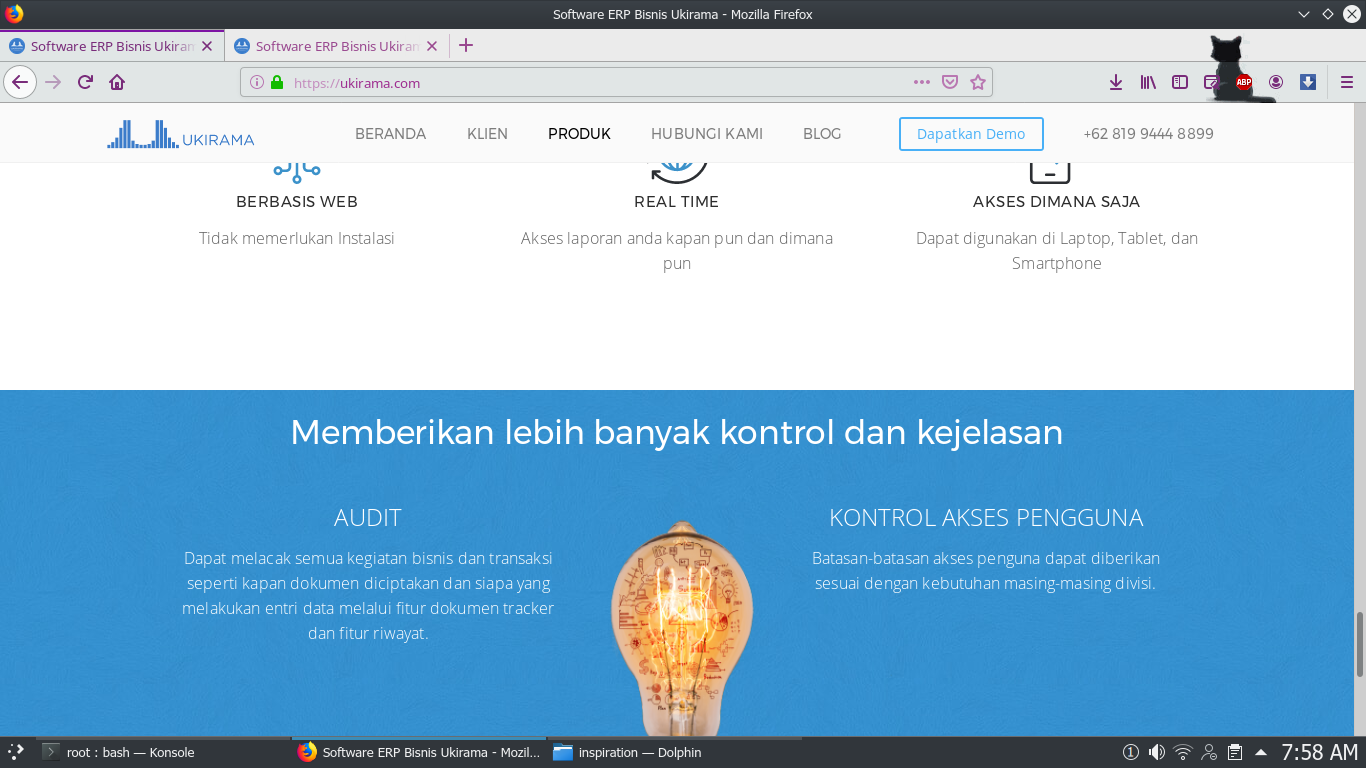 Software ERP Bisnis Ukirama - Mozilla Firefox
Software ERP Bisnis Ukiram
Software ERP Bisnis Ukiram
https://ukirama.com
ABP
UKIRAMA
BERANDA
KLIEN
PRODUK
HUBUNGI KAMI
BLOG
Dapatkan Demo
+62 819 9444 8899
BERBASIS WEB
Tidak memerlukan Instalasi
REAL TIME
Akses laporan anda kapan pun dan dimana
pun
AKSES DIMANA SAJA
Dapat digunakan di Laptop, Tablet, dan
Smartphone
Memberikan lebih banyak kontrol dan kejelasan
AUDIT
Dapat melacak semua kegiatan bisnis dan transaksi
seperti kapan dokumen diciptakan dan siapa yang
melakukan entri data melalui fitur dokumen tracker
dan fitur riwayat.
KONTROL AKSES PENGGUNA
Batasan-batasan akses penguna dapat diberikan
sesuai dengan kebutuhan masing-masing divisi.
root : bash — Konsole
Software ERP Bisnis Ukirama - Mozil...
inspiration — Dolphin
1
7:58 AM